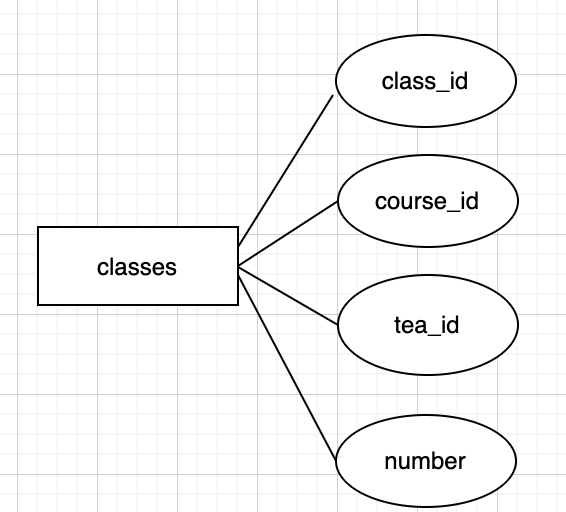 class_id
course_id
classes
tea_id
number